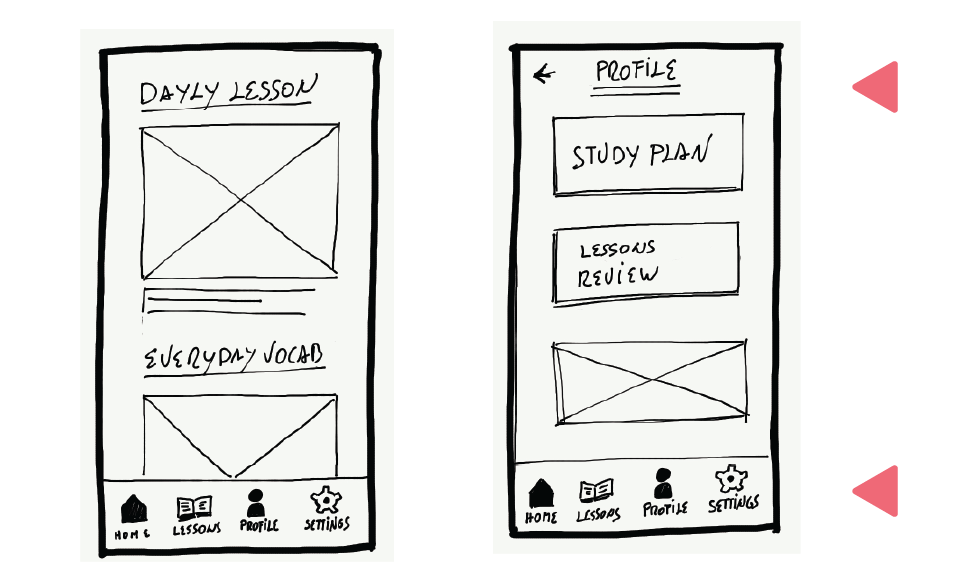 DAYLY LESSON
EVERYDAY VOCAB
HOME LESSONS PROFILE SETTINGS
PROFILE
STUDY PLAN
LESSONS
REVIEW
HOME LESSONS PROFILE SETTINGS